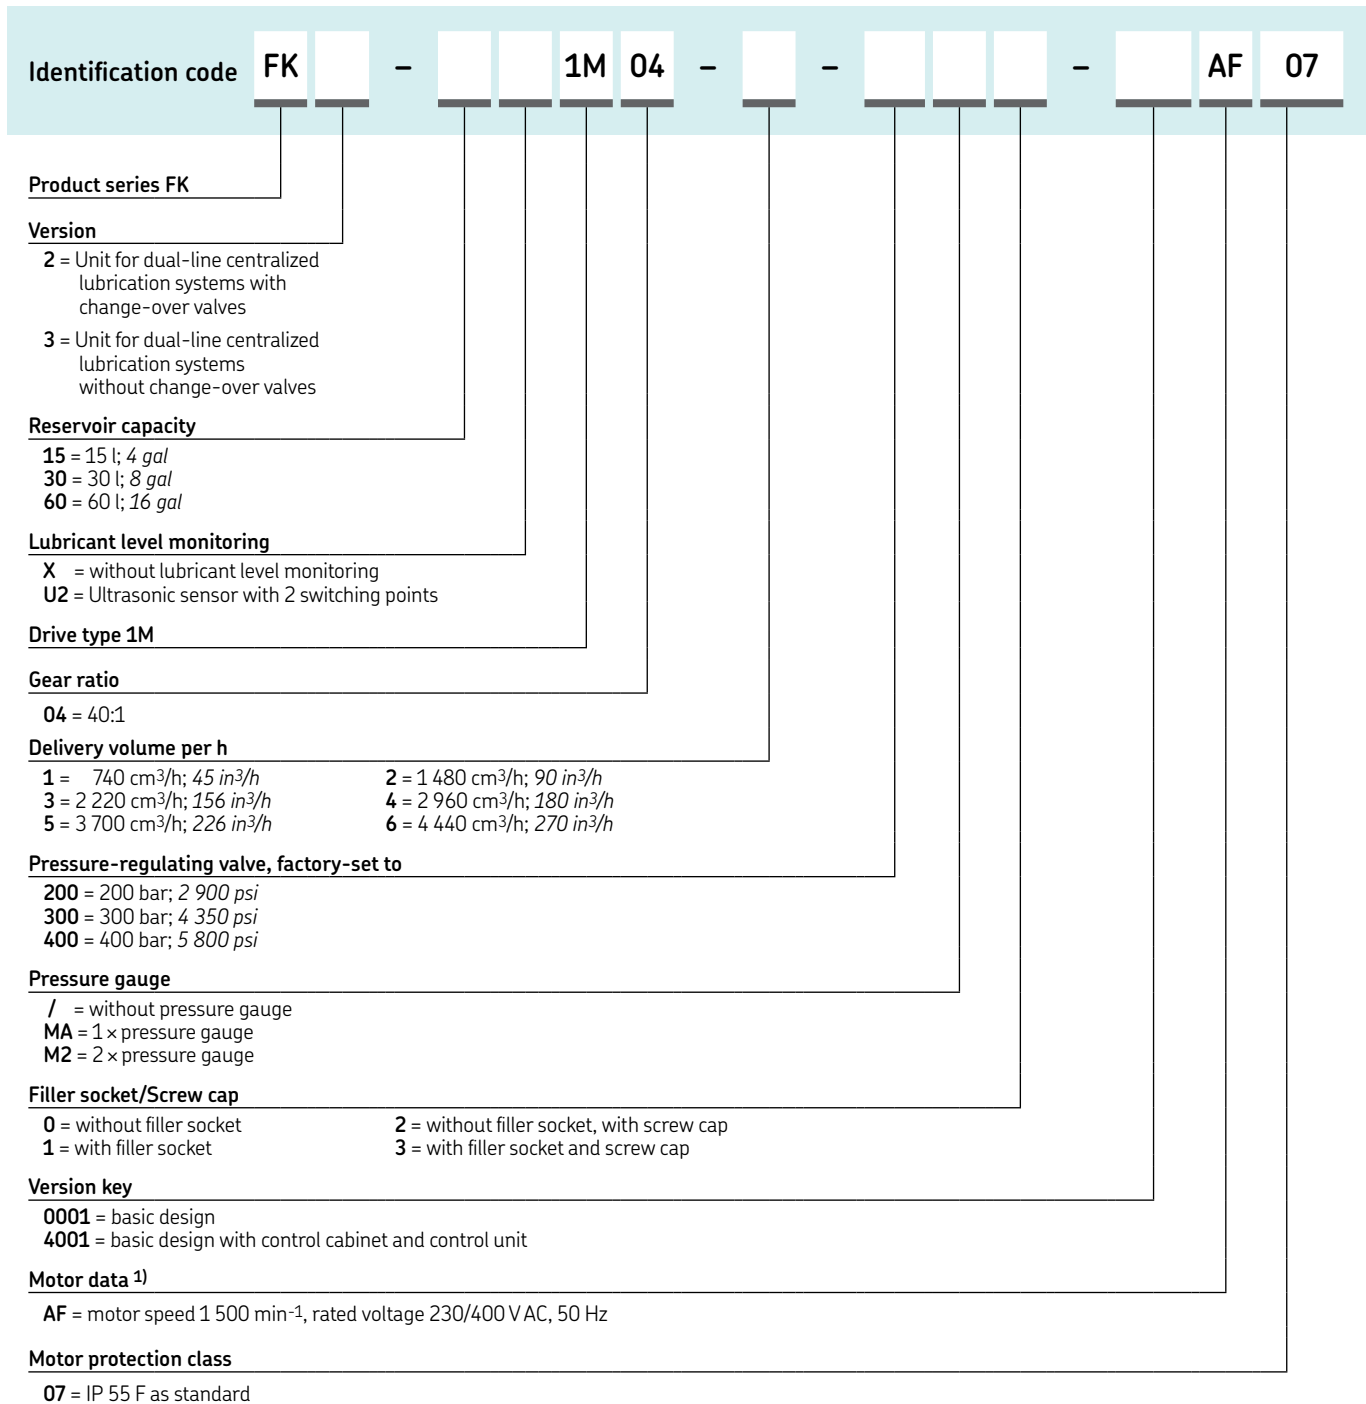 Identification code FK – 1M 04 – – – AF 07
Product series FK
Version
2 = Unit for dual-line centralized
lubrication systems with
change-over valves
3 = Unit for dual-line centralized
lubrication systems
without change-over valves
Reservoir capacity
15 = 15 l; 4 gal
30 = 30 l; 8 gal
60 = 60 l; 16 gal
Lubricant level monitoring
X = without lubricant level monitoring
U2 = Ultrasonic sensor with 2 switching points
Drive type 1M
Gear ratio
04 = 40:1
Delivery volume per h
1 = 740 cm3/h; 45 in3/h 2 = 1 480 cm3/h; 90 in3/h
3 = 2 220 cm3/h; 156 in3/h 4 = 2 960 cm3/h; 180 in3/h
5 = 3 700 cm3/h; 226 in3/h 6 = 4 440 cm3/h; 270 in3/h
Pressure-regulating valve, factory-set to
200 = 200 bar; 2 900 psi
300 = 300 bar; 4 350 psi
400 = 400 bar; 5 800 psi
Pressure gauge
/ = without pressure gauge
MA = 1 × pressure gauge
M2 = 2 × pressure gauge
Filler socket/Screw cap
0 = without filler socket 2 = without filler socket, with screw cap
1 = with filler socket 3 = with filler socket and screw cap
Version key
0001 = basic design
4001 = basic design with control cabinet and control unit
Motor data 1)
AF = motor speed 1 500 min-1, rated voltage 230/400 V AC, 50 Hz
Motor protection class
07 = IP 55 F as standard